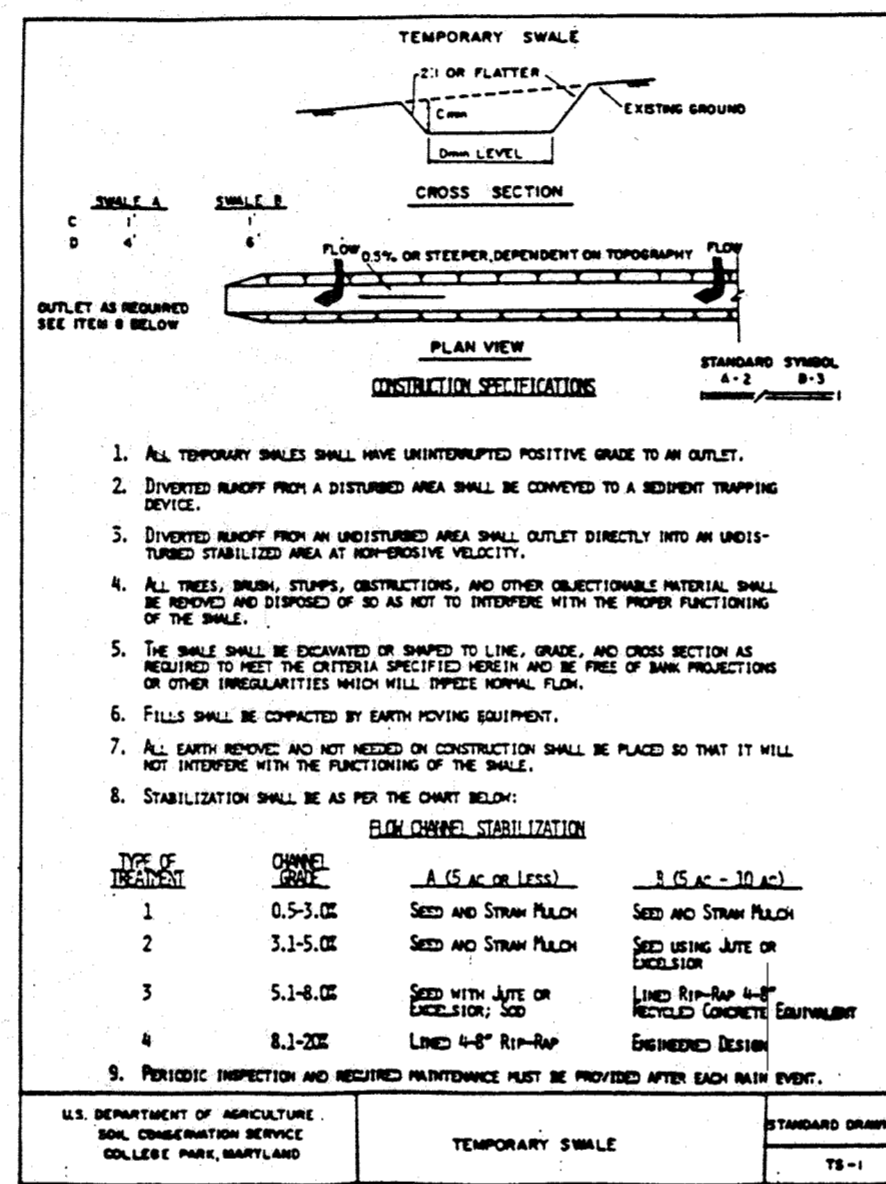 TEMPORARY SWALE
2:1 OR FLATTER
C min
EXISTING GROUND
D min LEVEL
CROSS SECTION
SWALE A SWALE B
C 1' 1'
D 4' 6'
FLOW 0.5% OR STEEPER, DEPENDENT ON TOPOGRAPHY FLOW
OUTLET AS REQUIRED
SEE ITEM 8 BELOW
PLAN VIEW
STANDARD SYMBOL
A-2 B-3
CONSTRUCTION SPECIFICATIONS
1. ALL TEMPORARY SWALES SHALL HAVE UNINTERRUPTED POSITIVE GRADE TO AN OUTLET.
2. DIVERTED RUNOFF FROM A DISTURBED AREA SHALL BE CONVEYED TO A SEDIMENT TRAPPING
DEVICE.
3. DIVERTED RUNOFF FROM AN UNDISTURBED AREA SHALL OUTLET DIRECTLY INTO AN UNDIS-
TURBED STABILIZED AREA AT NON-EROSIVE VELOCITY.
4. ALL TREES, BRUSH, STUMPS, OBSTRUCTIONS, AND OTHER OBJECTIONABLE MATERIAL SHALL
BE REMOVED AND DISPOSED OF SO AS NOT TO INTERFERE WITH THE PROPER FUNCTIONING
OF THE SWALE.
5. THE SWALE SHALL BE EXCAVATED OR SHAPED TO LINE, GRADE, AND CROSS SECTION AS
REQUIRED TO MEET THE CRITERIA SPECIFIED HEREIN AND BE FREE OF BANK PROJECTIONS
OR OTHER IRREGULARITIES WHICH WILL IMPEDE NORMAL FLOW.
6. FILLS SHALL BE COMPACTED BY EARTH MOVING EQUIPMENT.
7. ALL EARTH REMOVED AND NOT NEEDED ON CONSTRUCTION SHALL BE PLACED SO THAT IT WILL
NOT INTERFERE WITH THE FUNCTIONING OF THE SWALE.
8. STABILIZATION SHALL BE AS PER THE CHART BELOW:
FLOW CHANNEL STABILIZATION
TYPE OF TREATMENT CHANNEL GRADE A (5 AC OR LESS) B (5 AC - 10 AC)
1 0.5-3.0% SEED AND STRAW MULCH SEED AND STRAW MULCH
2 3.1-5.0% SEED AND STRAW MULCH SEED USING JUTE OR
EXCELSIOR
3 5.1-8.0% SEED WITH JUTE OR LINED RIP-RAP 4-8"
EXCELSIOR; SOD RECYCLED CONCRETE EQUIVALENT
4 8.1-20% LINED 4-8" RIP-RAP ENGINEERED DESIGN
9. PERIODIC INSPECTION AND REQUIRED MAINTENANCE MUST BE PROVIDED AFTER EACH RAIN EVENT.
U.S. DEPARTMENT OF AGRICULTURE
SOIL CONSERVATION SERVICE
COLLEGE PARK, MARYLAND
TEMPORARY SWALE
STANDARD DRAW
TS-1